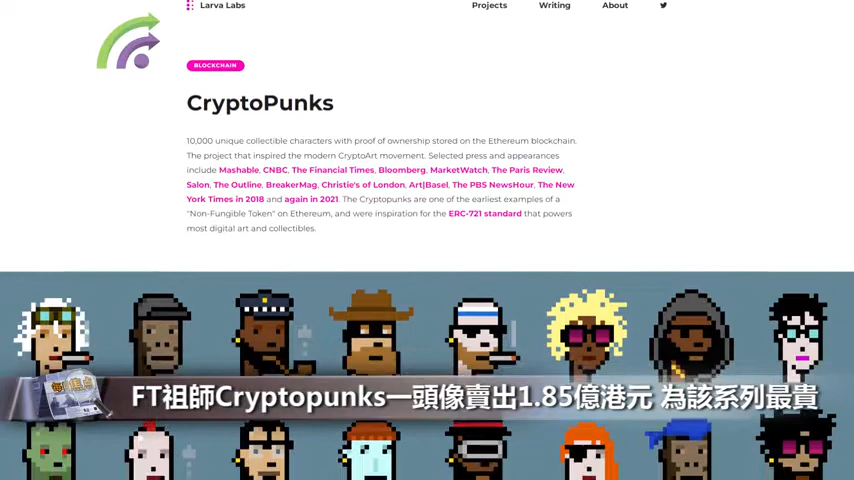 Larva Labs
Projects
Writing
About
BLOCKCHAIN
CryptoPunks
10,000 unique collectible characters with proof of ownership stored on the Ethereum blockchain.
The project that inspired the modern CryptoArt movement. Selected press and appearances
include Mashable, CNBC, The Financial Times, Bloomberg, MarketWatch, The Paris Review,
Salon, The Outline, BreakerMag, Christie's of London, Art|Basel, The PBS NewsHour, The New
York Times in 2018 and again in 2021. The Cryptopunks are one of the earliest examples of a
"Non-Fungible Token" on Ethereum, and were inspiration for the ERC-721 standard that powers
most digital art and collectibles.
FT祖師Cryptopunks一頭像賣出1.85億港元 為該系列最貴